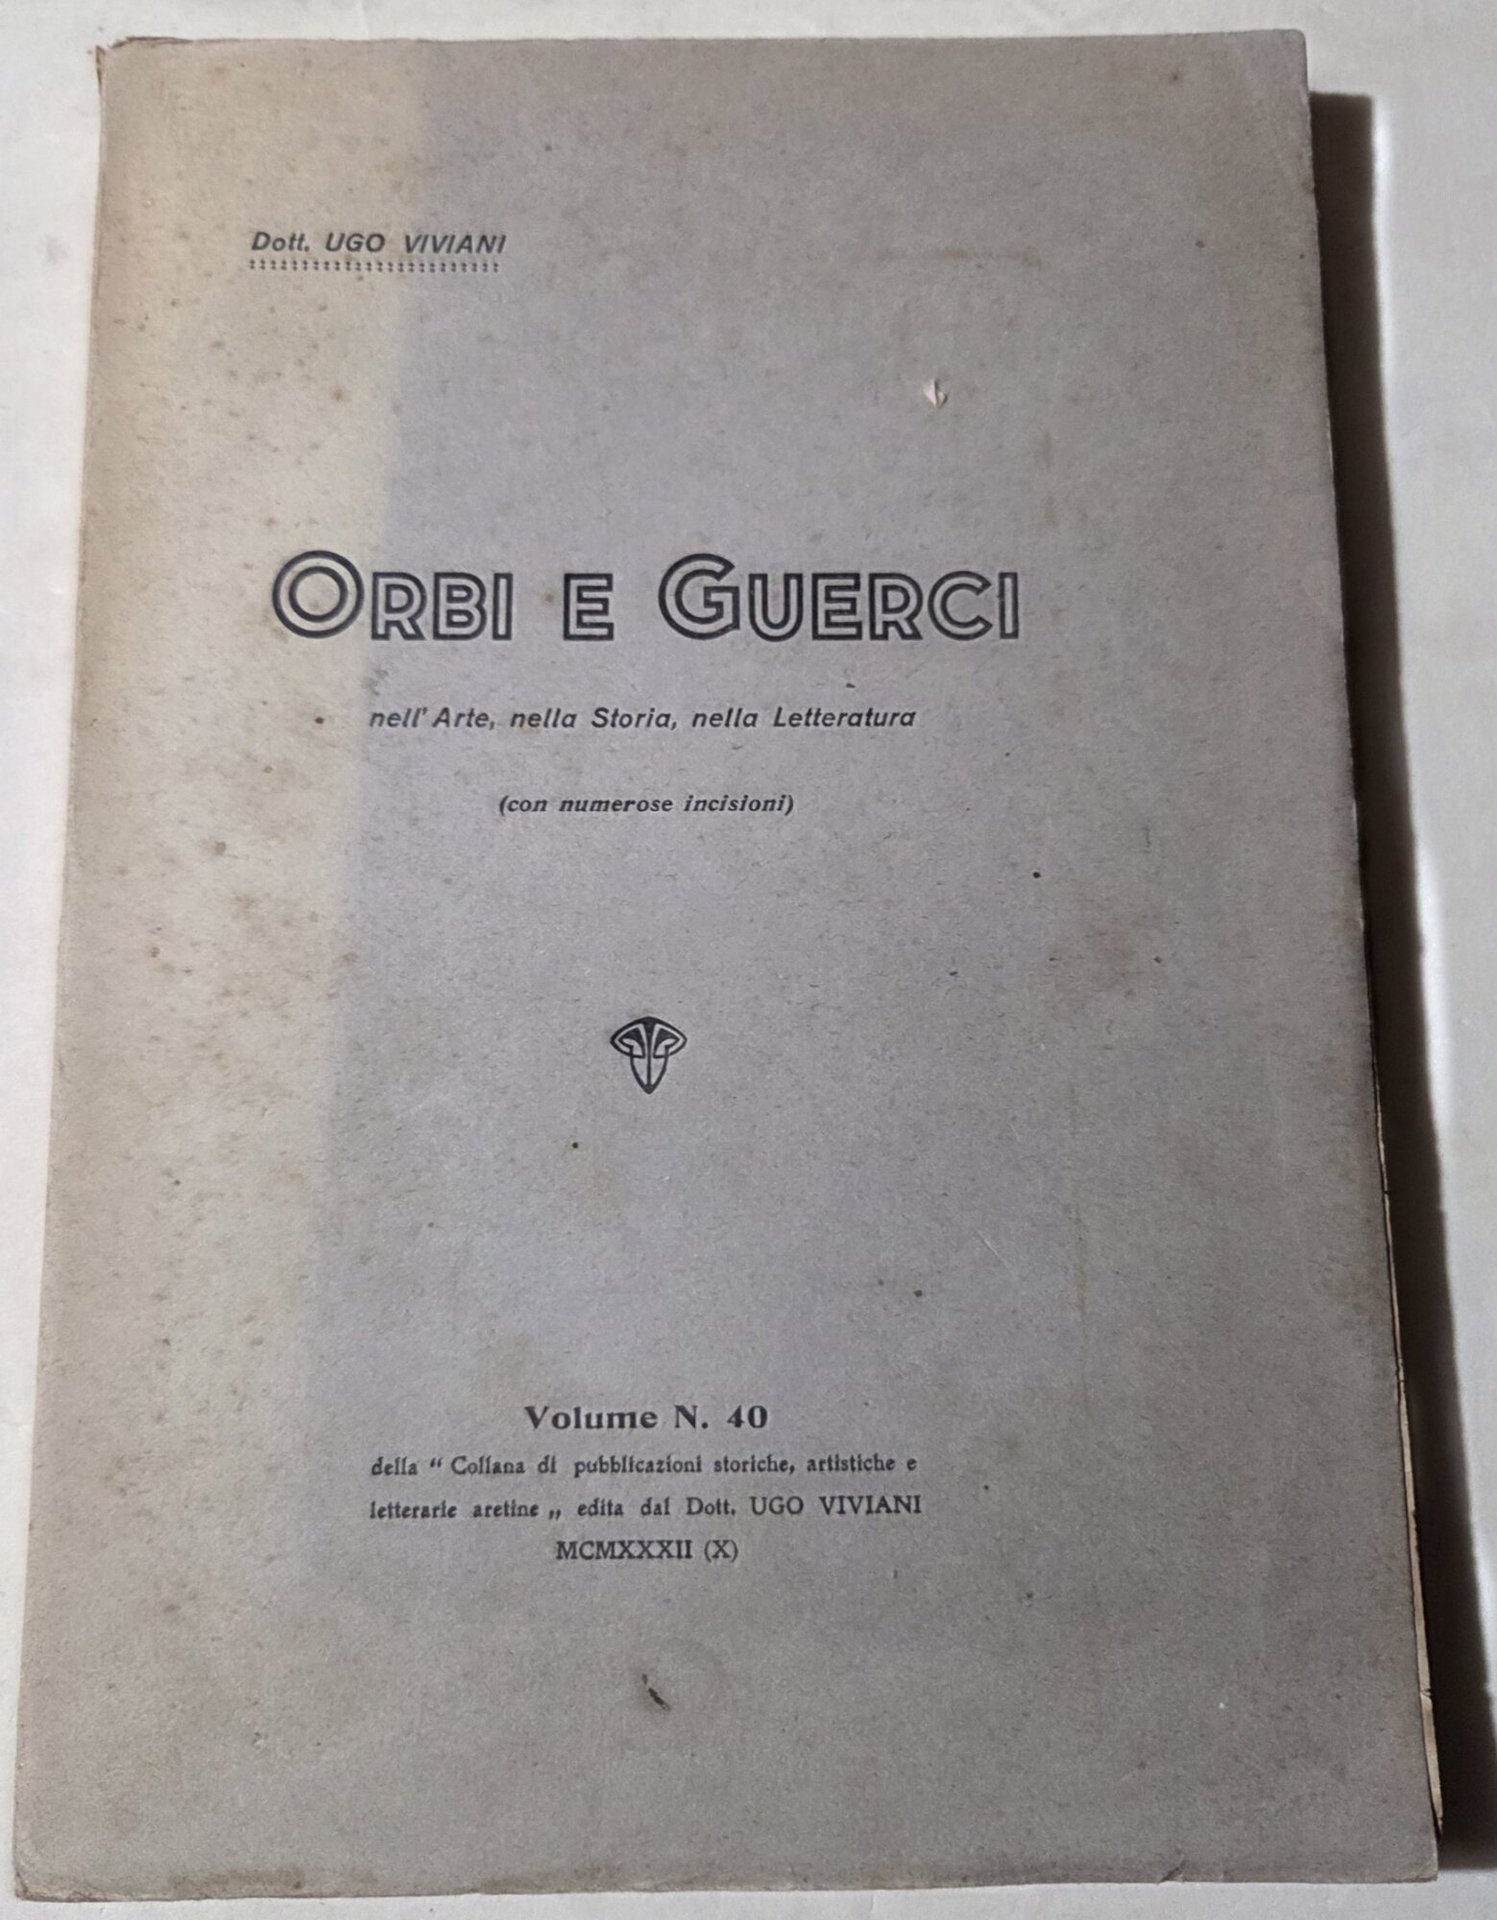 Dott. UGO VIVIANI
ORBI E GUERCI
nell' Arte, nella Storia, nella Letteratura
(con numerose incisioni)
Volume N. 40
della “ Collana di pubblicazioni storiche, artistiche e
letterarie aretine „ edita dal Dott. UGO VIVIANI
MCMXXXII (X)